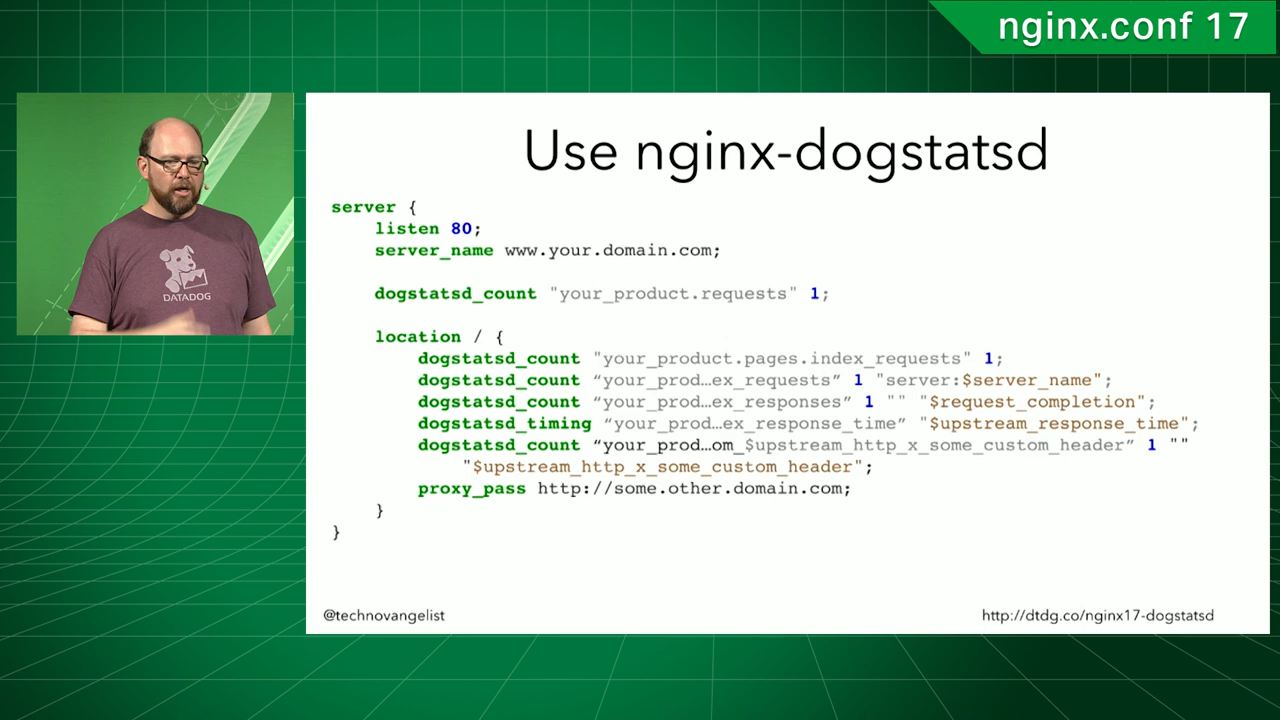 nginx.conf 17
DATADOG
Use nginx-dogstatsd
server {
listen 80;
server_name www.your.domain.com;
dogstatsd_count "your_product.requests" 1;
location / {
dogstatsd_count "your_product.pages.index_requests" 1;
dogstatsd_count “your_prod…ex_requests” 1 "server:$server_name";
dogstatsd_count “your_prod…ex_responses” 1 "" "$request_completion";
dogstatsd_timing “your_prod…ex_response_time” "$upstream_response_time";
dogstatsd_count “your_prod…om_$upstream_http_x_some_custom_header” 1 ""
"$upstream_http_x_some_custom_header";
proxy_pass http://some.other.domain.com;
}
}
@technovangelist
http://dtdg.co/nginx17-dogstatsd